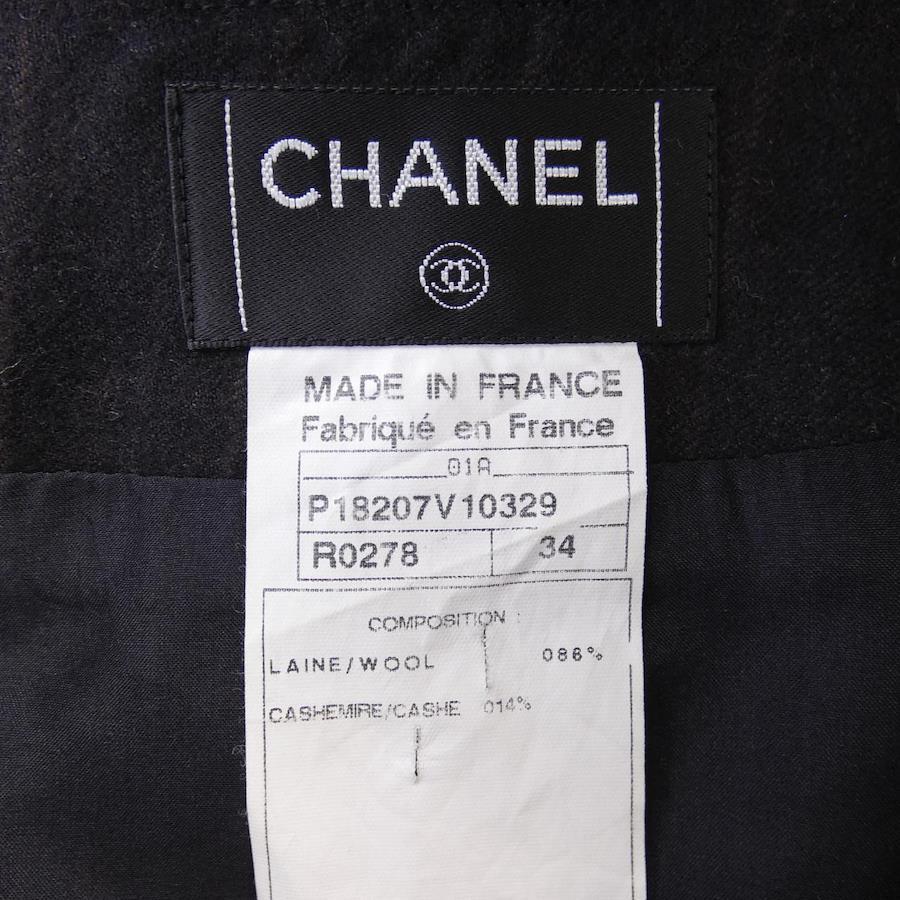 CHANEL
MADE IN FRANCE
Fabriqué en France
01A
P18207V10329
R0278 34
COMPOSITION :
LAINE/WOOL 086%
CASHEMIRE/CASHE 014%